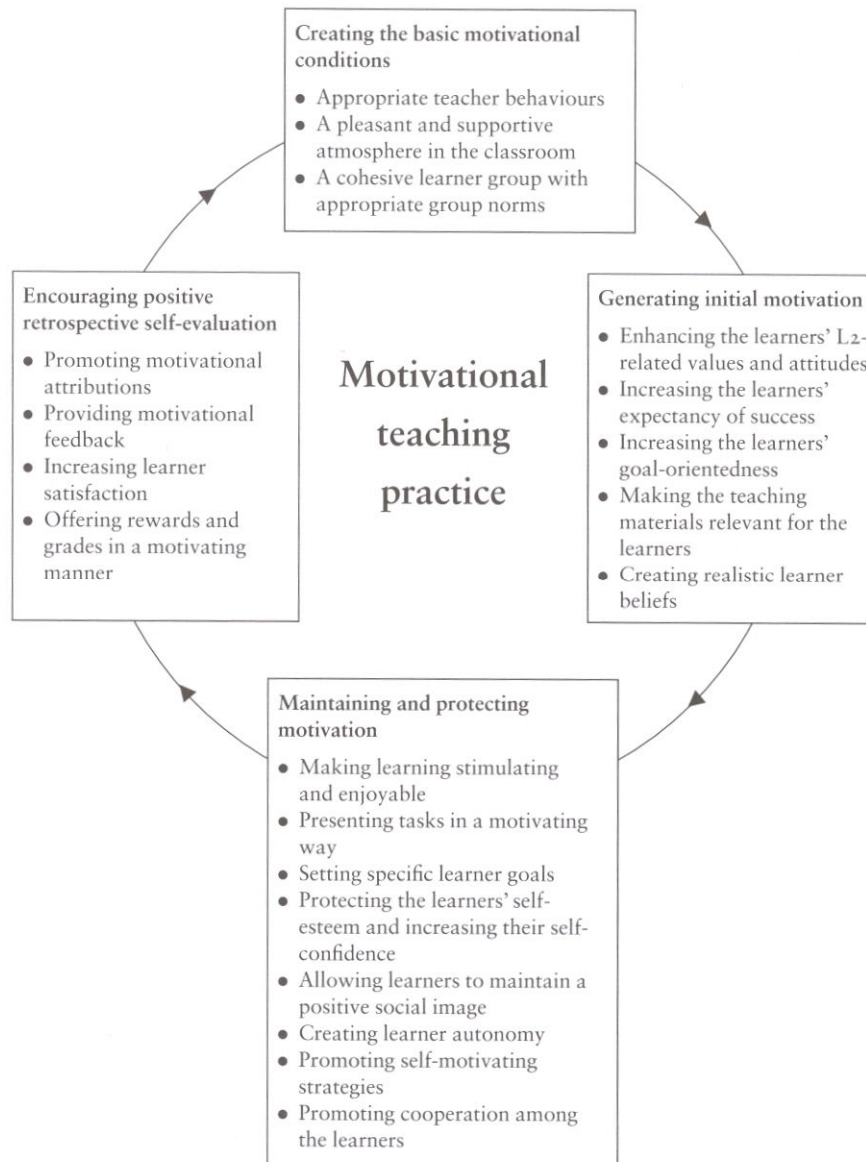 Creating the basic motivational
conditions
● Appropriate teacher behaviours
● A pleasant and supportive
atmosphere in the classroom
● A cohesive learner group with
appropriate group norms
Encouraging positive
retrospective self-evaluation
● Promoting motivational
attributions
● Providing motivational
feedback
● Increasing learner
satisfaction
● Offering rewards and
grades in a motivating
manner
Motivational
teaching
practice
Generating initial motivation
● Enhancing the learners’ L2-
related values and attitudes
● Increasing the learners’
expectancy of success
● Increasing the learners’
goal-orientedness
● Making the teaching
materials relevant for the
learners
● Creating realistic learner
beliefs
Maintaining and protecting
motivation
● Making learning stimulating
and enjoyable
● Presenting tasks in a motivating
way
● Setting specific learner goals
● Protecting the learners’ self-
esteem and increasing their self-
confidence
● Allowing learners to maintain a
positive social image
● Creating learner autonomy
● Promoting self-motivating
strategies
● Promoting cooperation among
the learners